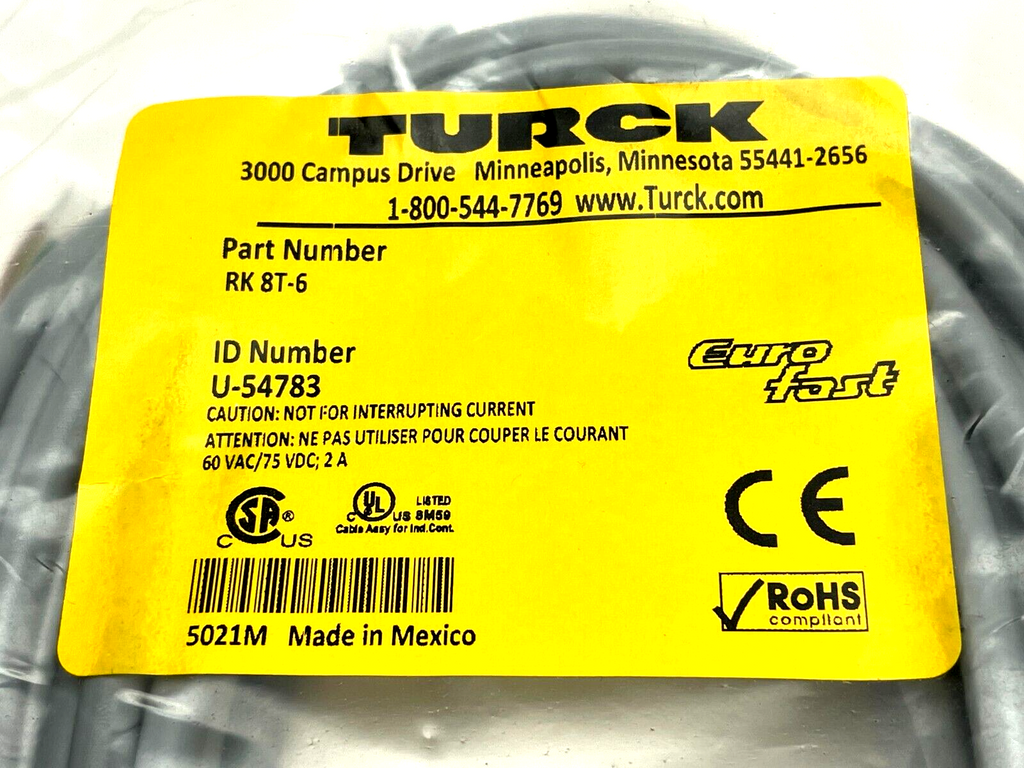 TURCK
3000 Campus Drive Minneapolis, Minnesota 55441-2656
1-800-544-7769 www.Turck.com
Part Number
RK 8T-6
ID Number
U-54783
CAUTION: NOT FOR INTERRUPTING CURRENT
ATTENTION: NE PAS UTILISER POUR COUPER LE COURANT
60 VAC/75 VDC; 2 A
Euro
fast
C SA ® US
C UL US LISTED
8M59
Cable Assy for Ind.Cont.
CE
RoHS
compliant
5021M Made in Mexico